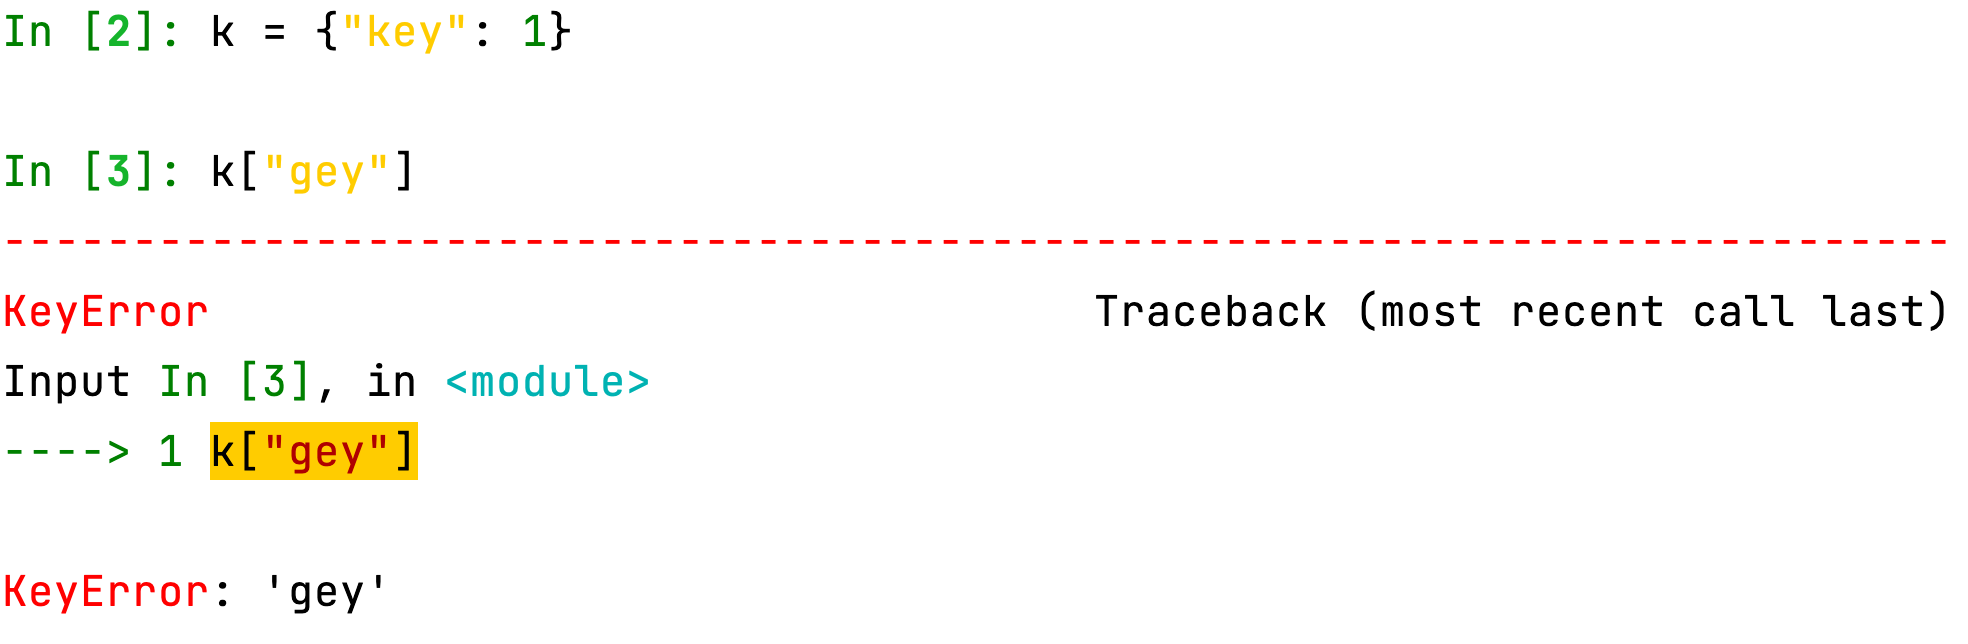 In [2]: k = {"key": 1}
In [3]: k["gey"]
---------------------------------------------------------------------------
KeyError                                  Traceback (most recent call last)
Input In [3], in <module>
----> 1 k["gey"]
KeyError: 'gey'